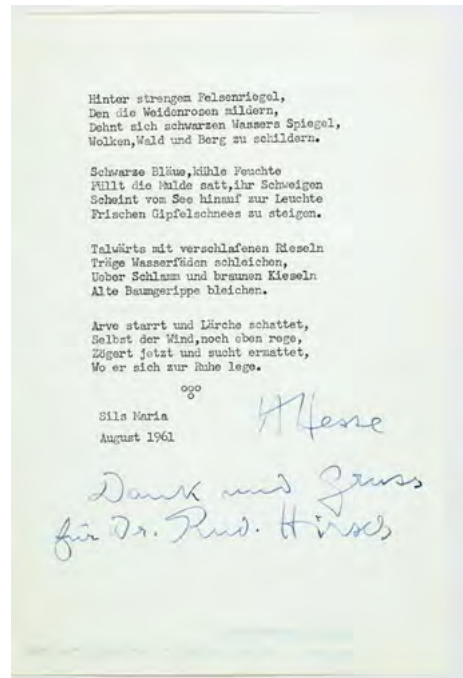 Hinter strengem Felsenriegel,
Den die Weidenrosen mildern,
Dehnt sich schwarzen Wassers Spiegel,
Wolken,Wald und Berg zu schildern.
Schwarze Bläue,kühle Feuchte
Füllt die Mulde satt,ihr Schweigen
Scheint vom See hinauf zur Leuchte
Frischen Gipfelschnees zu steigen.
Talwärts mit verschlafenen Rieseln
Träge Wasserfäden schleichen,
Ueber Schlamm und braunen Kieseln
Alte Baumgerippe bleichen.
Arve starrt und Lärche schattet,
Selbst der Wind,noch eben rege,
Zögert jetzt und sucht ermattet,
Wo er sich zur Ruhe lege.
Sils Maria
August 1961
H Hesse
Dank und Gruss
für Dr. Rud. Hirsch